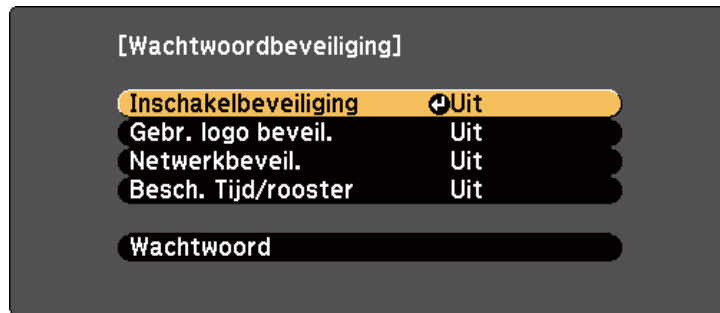 [Wachtwoordbeveiliging]
Inschakelbeveiliging Uit
Gebr. logo beveil. Uit
Netwerkbeveil. Uit
Besch. Tijd/rooster Uit
Wachtwoord